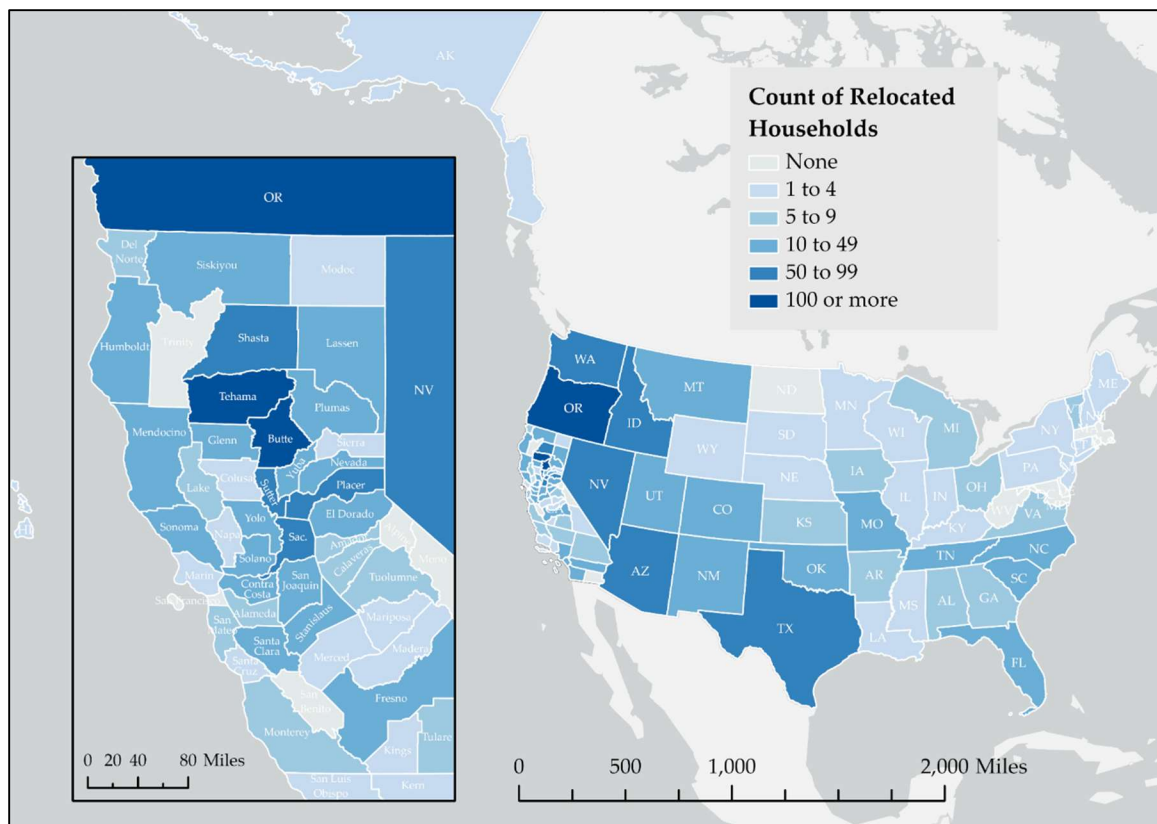 AK
Count of Relocated
Households
None
1 to 4
5 to 9
10 to 49
50 to 99
100 or more
OR
Del
Norte
Siskiyou
Modoc
Humboldt
Trinity
Shasta
Lassen
NV
Tehama
Plumas
Butte
Mendocino
Glenn
Sierra
Yuba
Nevada
Colusa
Sutter
Placer
Lake
Yolo
El Dorado
Sonoma
Napa
Sac.
Alpine
Amador
Solano
Calaveras
Mono
Marin
Contra
Costa
San
Joaquin
Tuolumne
San Francisco
Alameda
Stanislaus
San
Mateo
Mariposa
Santa
Clara
Merced
Madera
Santa
Cruz
San
Benito
Fresno
Monterey
Kings
Tulare
San Luis
Obispo
Kern
0 20 40 80 Miles
HI
WA
MT
ND
MN
ME
OR
ID
SD
WI
MI
NY
VT
NH
WY
IA
PA
NE
NV
UT
CO
IL
IN
OH
WV
VA
KS
MO
KY
AZ
NM
OK
TN
NC
AR
SC
MS
AL
GA
TX
LA
FL
0 500 1,000 2,000 Miles